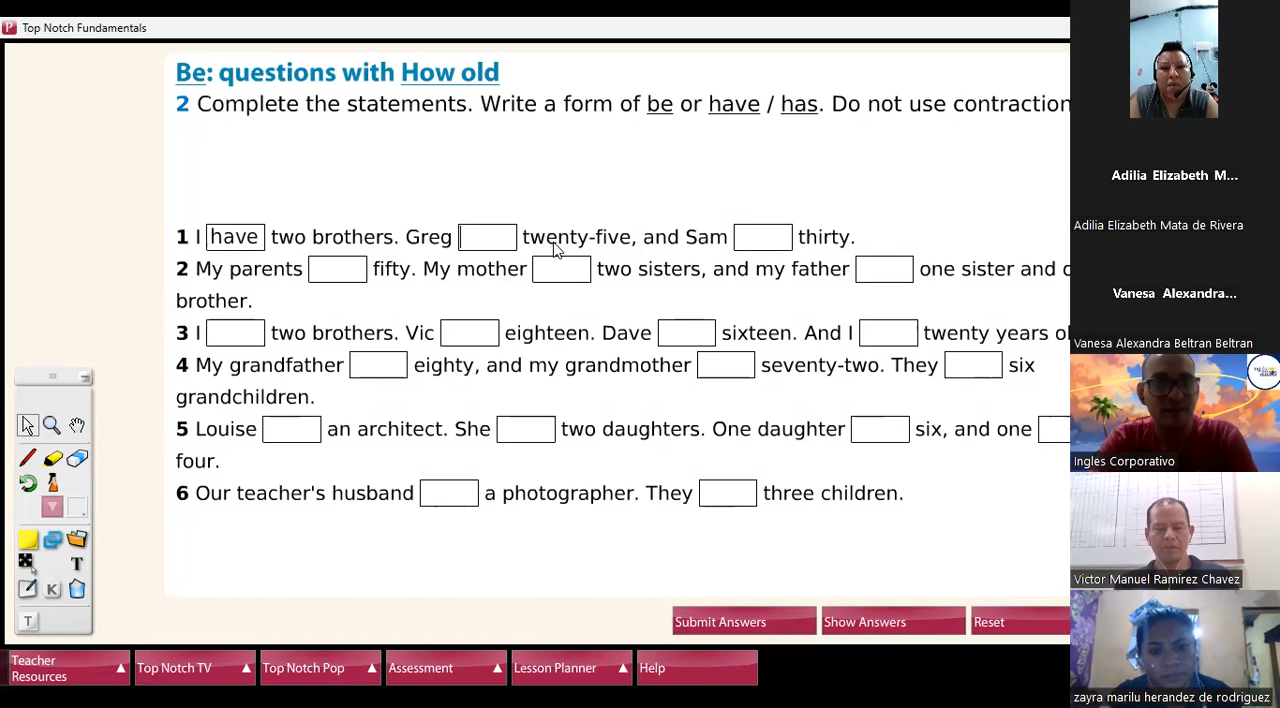 Top Notch Fundamentals
Be: questions with How old
2 Complete the statements. Write a form of be or have / has. Do not use contraction
1 I have two brothers. Greg twenty-five, and Sam thirty.
2 My parents fifty. My mother two sisters, and my father one sister and
brother.
3 I two brothers. Vic eighteen. Dave sixteen. And I twenty years
4 My grandfather eighty, and my grandmother seventy-two. They six
grandchildren.
5 Louise an architect. She two daughters. One daughter six, and one
four.
6 Our teacher's husband a photographer. They three children.
Submit Answers
Show Answers
Reset
Teacher
Resources
Top Notch TV
Top Notch Pop
Assessment
Lesson Planner
Help
T
K
T
Adilia Elizabeth M...
Adilia Elizabeth Mata de Rivera
Vanesa Alexandra...
Vanesa Alexandra Beltran Beltran
Ingles Corporativo
Victor Manuel Ramirez Chavez
zayra marilu herandez de rodriguez